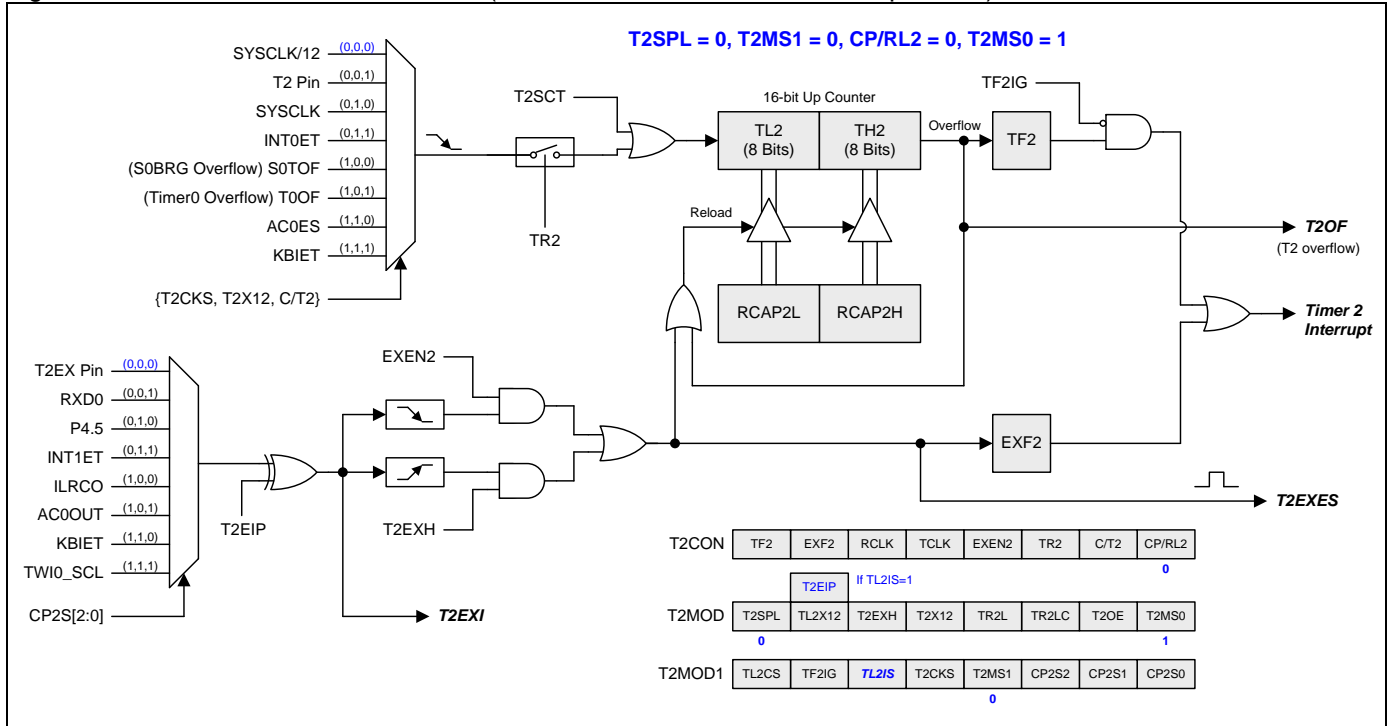 T2SPL = 0, T2MS1 = 0, CP/RL2 = 0, T2MS0 = 1
SYSCLK/12 (0,0,0)
T2 Pin (0,0,1)
SYSCLK (0,1,0)
INT0ET (0,1,1)
(S0BRG Overflow) S0TOF (1,0,0)
(Timer0 Overflow) T0OF (1,0,1)
AC0ES (1,1,0)
KBIET (1,1,1)
{T2CKS, T2X12, C/T2}
TR2
T2SCT
16-bit Up Counter
TL2
(8 Bits)
TH2
(8 Bits)
Overflow
TF2
TF2IG
Reload
RCAP2L
RCAP2H
T2OF
(T2 overflow)
Timer 2
Interrupt
T2EX Pin (0,0,0)
RXD0 (0,0,1)
P4.5 (0,1,0)
INT1ET (0,1,1)
ILRCO (1,0,0)
AC0OUT (1,0,1)
KBIET (1,1,0)
TWI0_SCL (1,1,1)
CP2S[2:0]
T2EIP
EXEN2
T2EXH
T2EXI
EXF2
T2EXES
T2CON TF2 EXF2 RCLK TCLK EXEN2 TR2 C/T2 CP/RL2
0
T2EIP If TL2IS=1
T2MOD T2SPL TL2X12 T2EXH T2X12 TR2L TR2LC T2OE T2MS0
0 1
T2MOD1 TL2CS TF2IG TL2IS T2CKS T2MS1 CP2S2 CP2S1 CP2S0
0